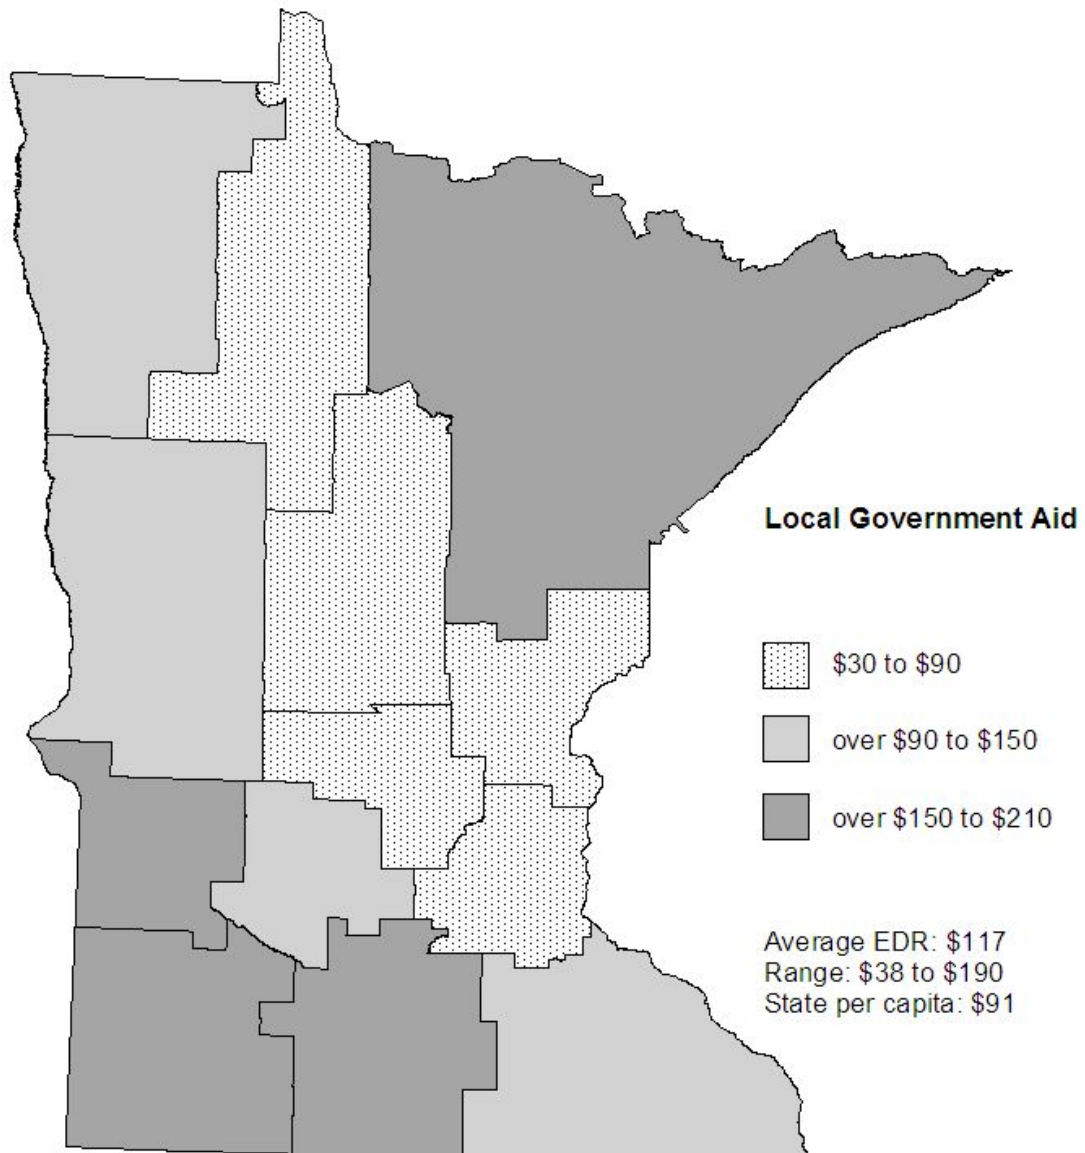 Local Government Aid
$30 to $90
over $90 to $150
over $150 to $210
Average EDR: $117
Range: $38 to $190
State per capita: $91